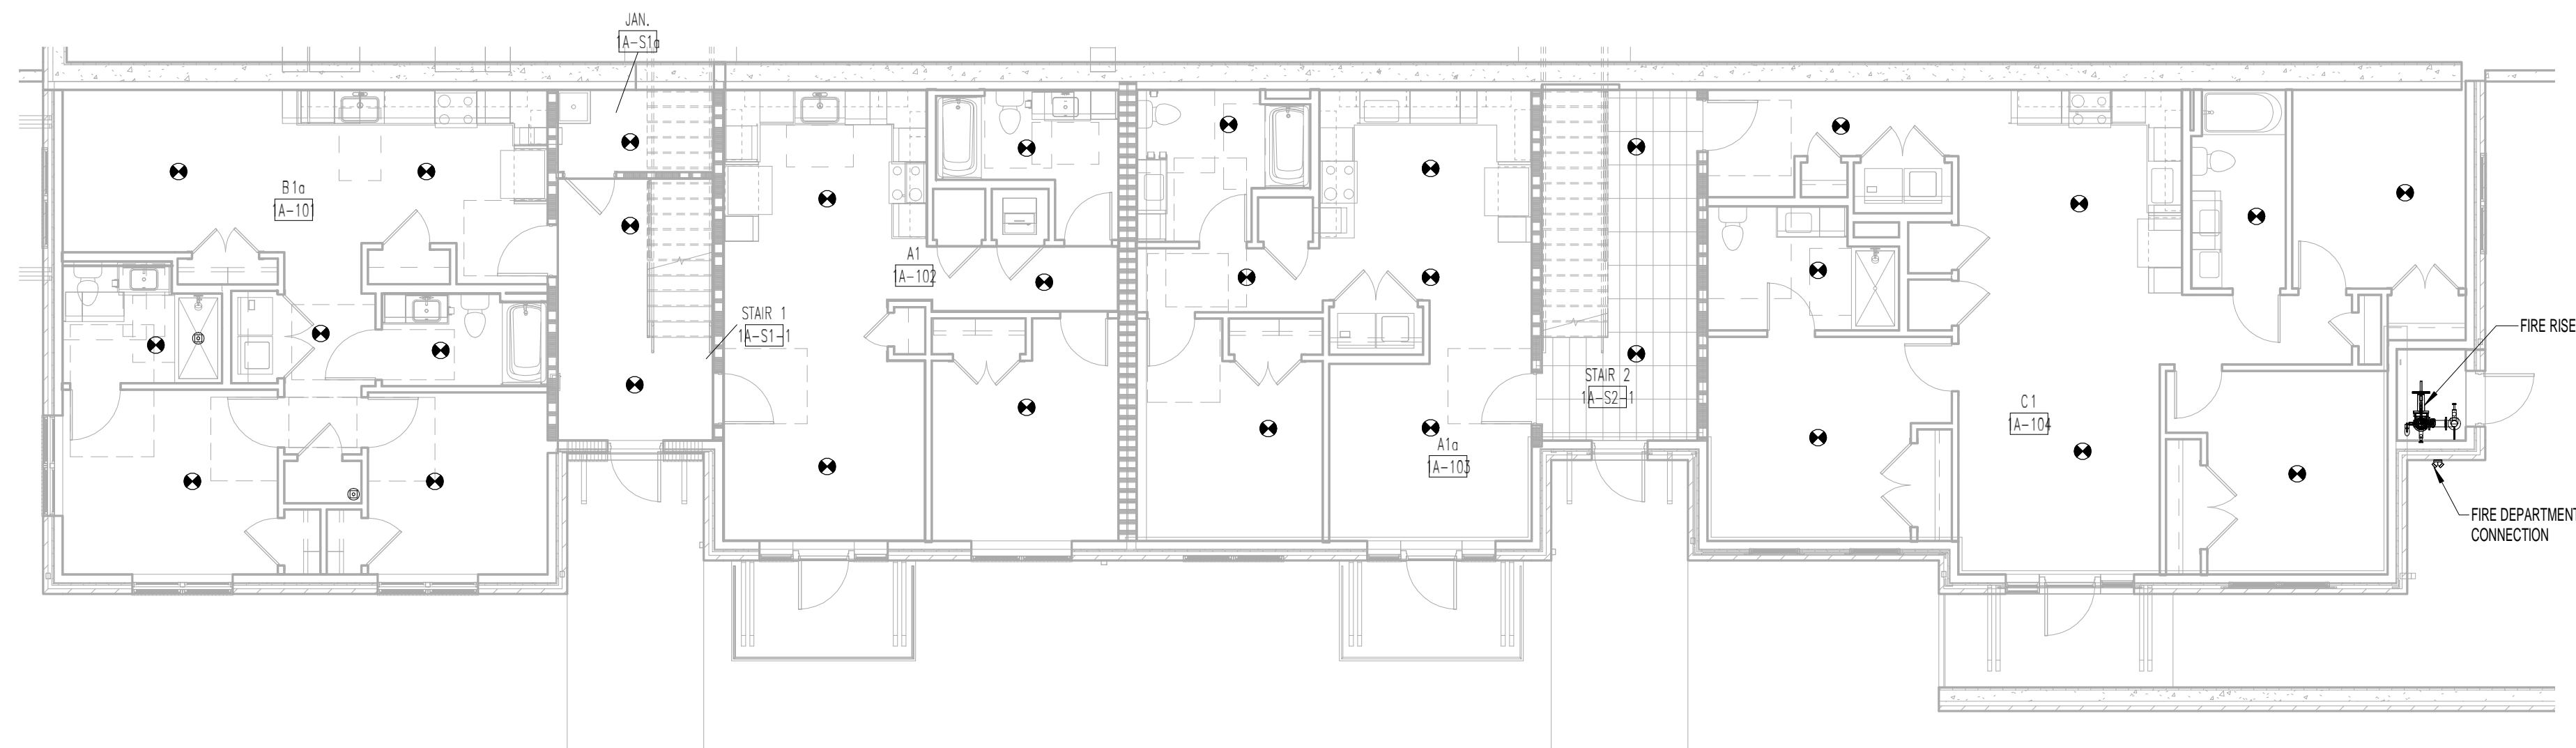 JAN.
1A-S1a
B1a
1A-101
A1
1A-102
STAIR 1
1A-S1-1
STAIR 2
1A-S2-1
A1a
1A-103
C1
1A-104
FIRE RISE
FIRE DEPARTMENT
CONNECTION